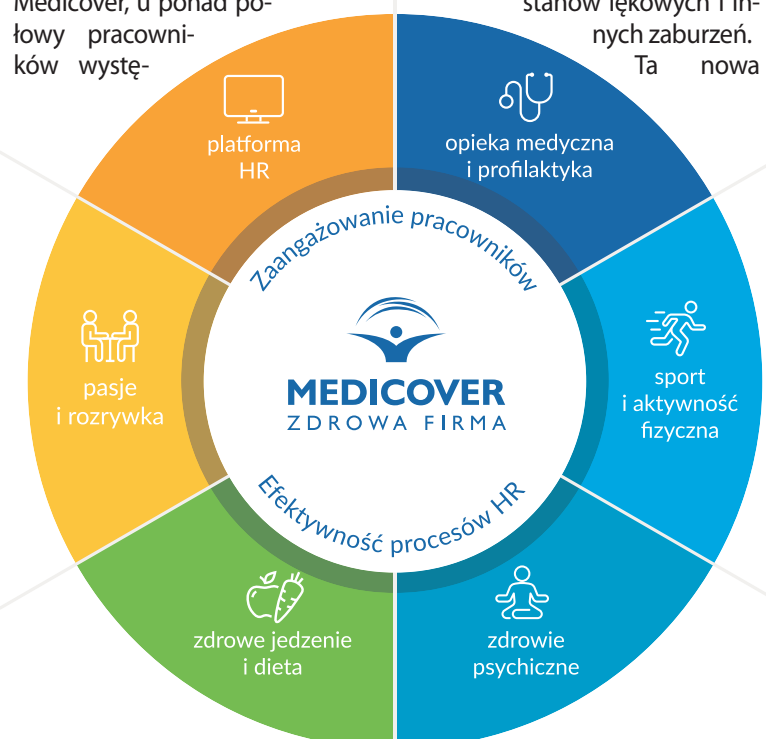 Medicover, u ponad po-
łowy pracowni-
ków wystę-
stanów lękowych i in-
nych zaburzeń.
Ta nowa
platforma
HR
opieka medyczna
i profilaktyka
Zaangażowanie pracowników
pasje
i rozrywka
MEDICOVER
ZDROWA FIRMA
sport
i aktywność
fizyczna
Efektywność procesów HR
zdrowe jedzenie
i dieta
zdrowie
psychiczne